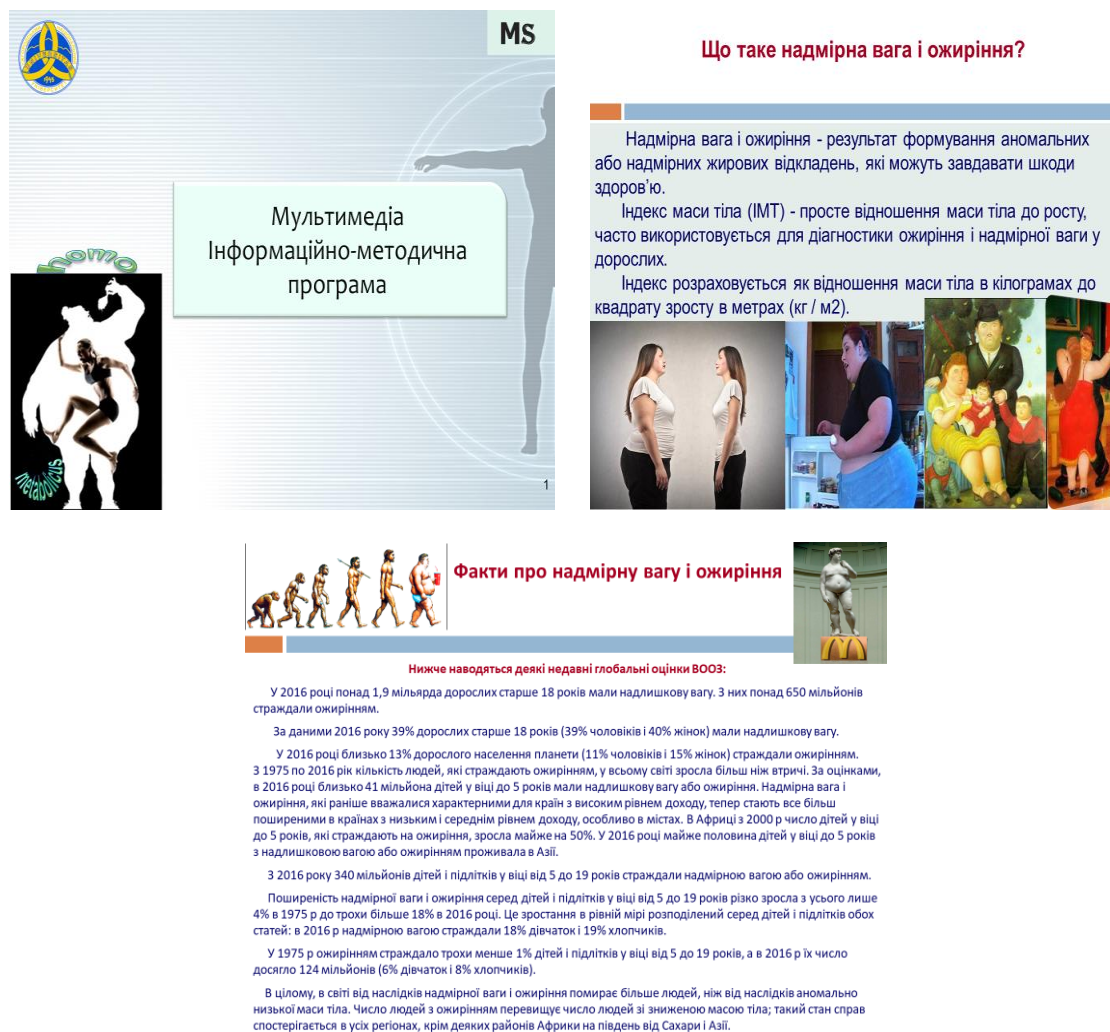 MS
1945
Мультимедіа
Інформаційно-методична
програма
homo
metabolicus
1
Що таке надмірна вага і ожиріння?
Надмірна вага і ожиріння - результат формування аномальних
або надмірних жирових відкладень, які можуть завдавати шкоди
здоров’ю.
Індекс маси тіла (ІМТ) - просте відношення маси тіла до росту,
часто використовується для діагностики ожиріння і надмірної ваги у
дорослих.
Індекс розраховується як відношення маси тіла в кілограмах до
квадрату зросту в метрах (кг / м2).
Факти про надмірну вагу і ожиріння
Нижче наводяться деякі недавні глобальні оцінки ВООЗ:
У 2016 році понад 1,9 мільярда дорослих старше 18 років мали надлишкову вагу. З них понад 650 мільйонів
страждали ожирінням.
За даними 2016 року 39% дорослих старше 18 років (39% чоловіків і 40% жінок) мали надлишкову вагу.
У 2016 році близько 13% дорослого населення планети (11% чоловіків і 15% жінок) страждали ожирінням.
З 1975 по 2016 рік кількість людей, які страждають ожирінням, у всьому світі зросла більш ніж втричі. За оцінками,
в 2016 році близько 41 мільйона дітей у віці до 5 років мали надлишкову вагу або ожиріння. Надмірна вага і
ожиріння, які раніше вважалися характерними для країн з високим рівнем доходу, тепер стають все більш
поширеними в країнах з низьким і середнім рівнем доходу, особливо в містах. В Африці з 2000 р число дітей у віці
до 5 років, які страждають на ожиріння, зросла майже на 50%. У 2016 році майже половина дітей у віці до 5 років
з надлишковою вагою або ожирінням проживала в Азії.
З 2016 року 340 мільйонів дітей і підлітків у віці від 5 до 19 років страждали надмірною вагою або ожирінням.
Поширеність надмірної ваги і ожиріння серед дітей і підлітків у віці від 5 до 19 років різко зросла з усього лише
4% в 1975 р до трохи більше 18% в 2016 році. Це зростання в рівній мірі розподілений серед дітей і підлітків обох
статей: в 2016 р надмірною вагою страждали 18% дівчаток і 19% хлопчиків.
У 1975 р ожирінням страждало трохи менше 1% дітей і підлітків у віці від 5 до 19 років, а в 2016 р їх число
досягло 124 мільйонів (6% дівчаток і 8% хлопчиків).
В цілому, в світі від наслідків надмірної ваги і ожиріння помирає більше людей, ніж від наслідків аномально
низької маси тіла. Число людей з ожирінням перевищує число людей зі зниженою масою тіла; такий стан справ
спостерігається в усіх регіонах, крім деяких районів Африки на південь від Сахари і Азії.